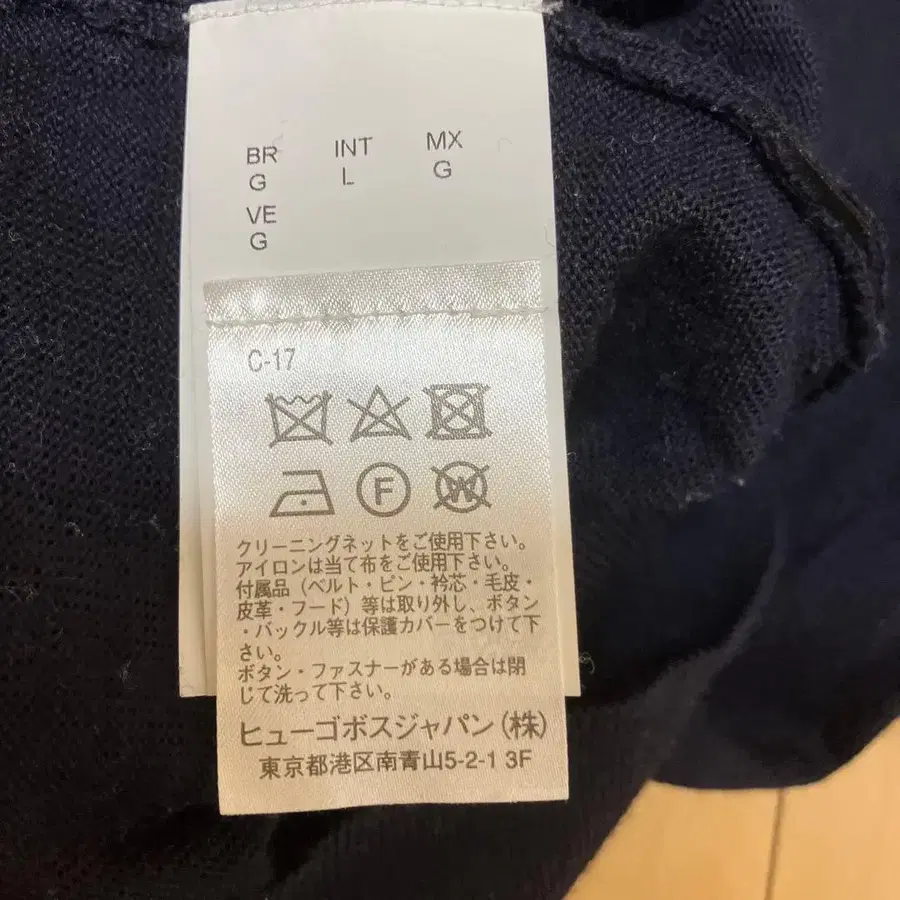 BR INT MX
G L G
VE
G
C-17
F W
クリーニングネットをご使用下さい。
アイロンは当て布をご使用下さい。
付属品（ベルト・ピン・衿芯・毛皮・
皮革・フード）等は取り外し、ボタン
・バックル等は保護カバーをつけて下
さい。
ボタン・ファスナーがある場合は閉
じて洗って下さい。
ヒューゴボスジャパン(株)
東京都港区南青山5-2-1 3F